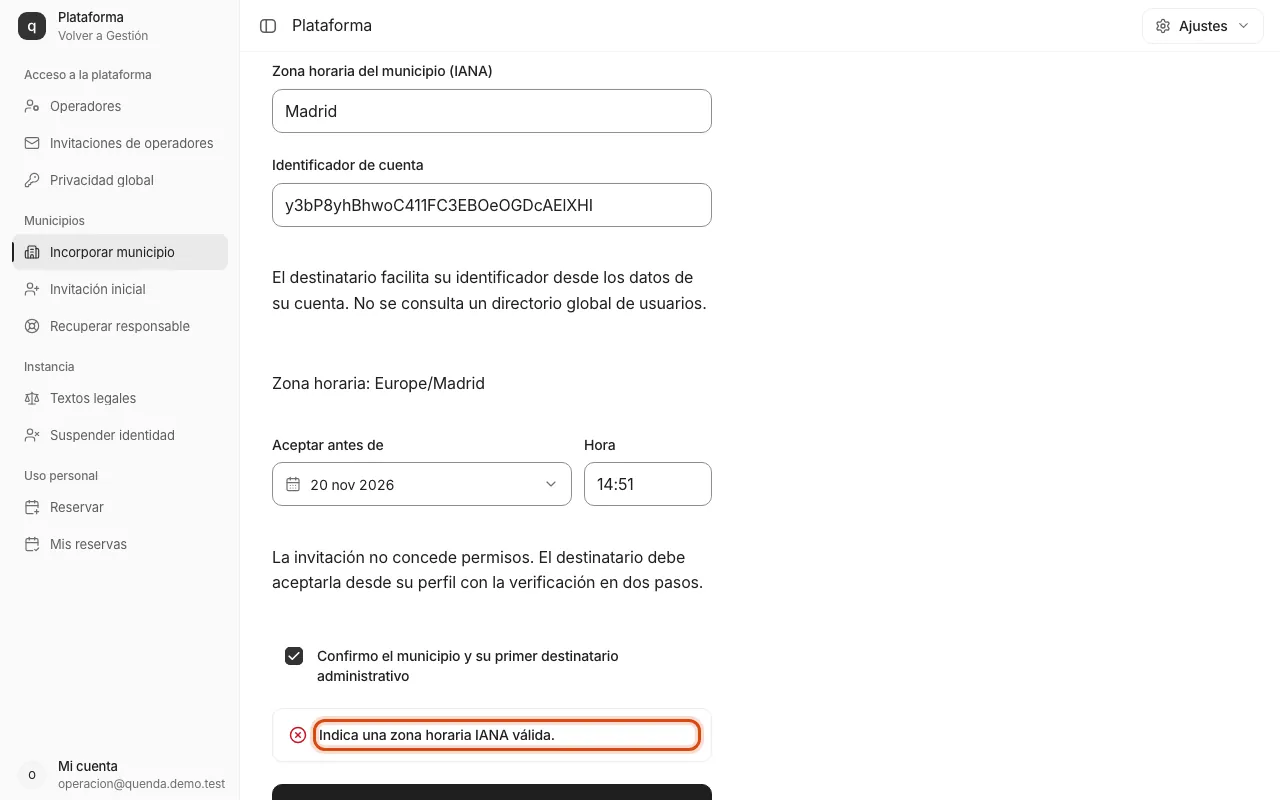 q
Plataforma
Volver a Gestión
Acceso a la plataforma
Operadores
Invitaciones de operadores
Privacidad global
Municipios
Incorporar municipio
Invitación inicial
Recuperar responsable
Instancia
Textos legales
Suspender identidad
Uso personal
Reservar
Mis reservas
O
Mi cuenta
operacion@quenda.demo.test
Plataforma
Ajustes
Zona horaria del municipio (IANA)
Madrid
Identificador de cuenta
y3bP8yhBhwoC411FC3EBOeOGDcAElXHI
El destinatario facilita su identificador desde los datos de
su cuenta. No se consulta un directorio global de usuarios.
Zona horaria: Europe/Madrid
Aceptar antes de
Hora
20 nov 2026
14:51
La invitación no concede permisos. El destinatario debe
aceptarla desde su perfil con la verificación en dos pasos.
Confirmo el municipio y su primer destinatario
administrativo
Indica una zona horaria IANA válida.